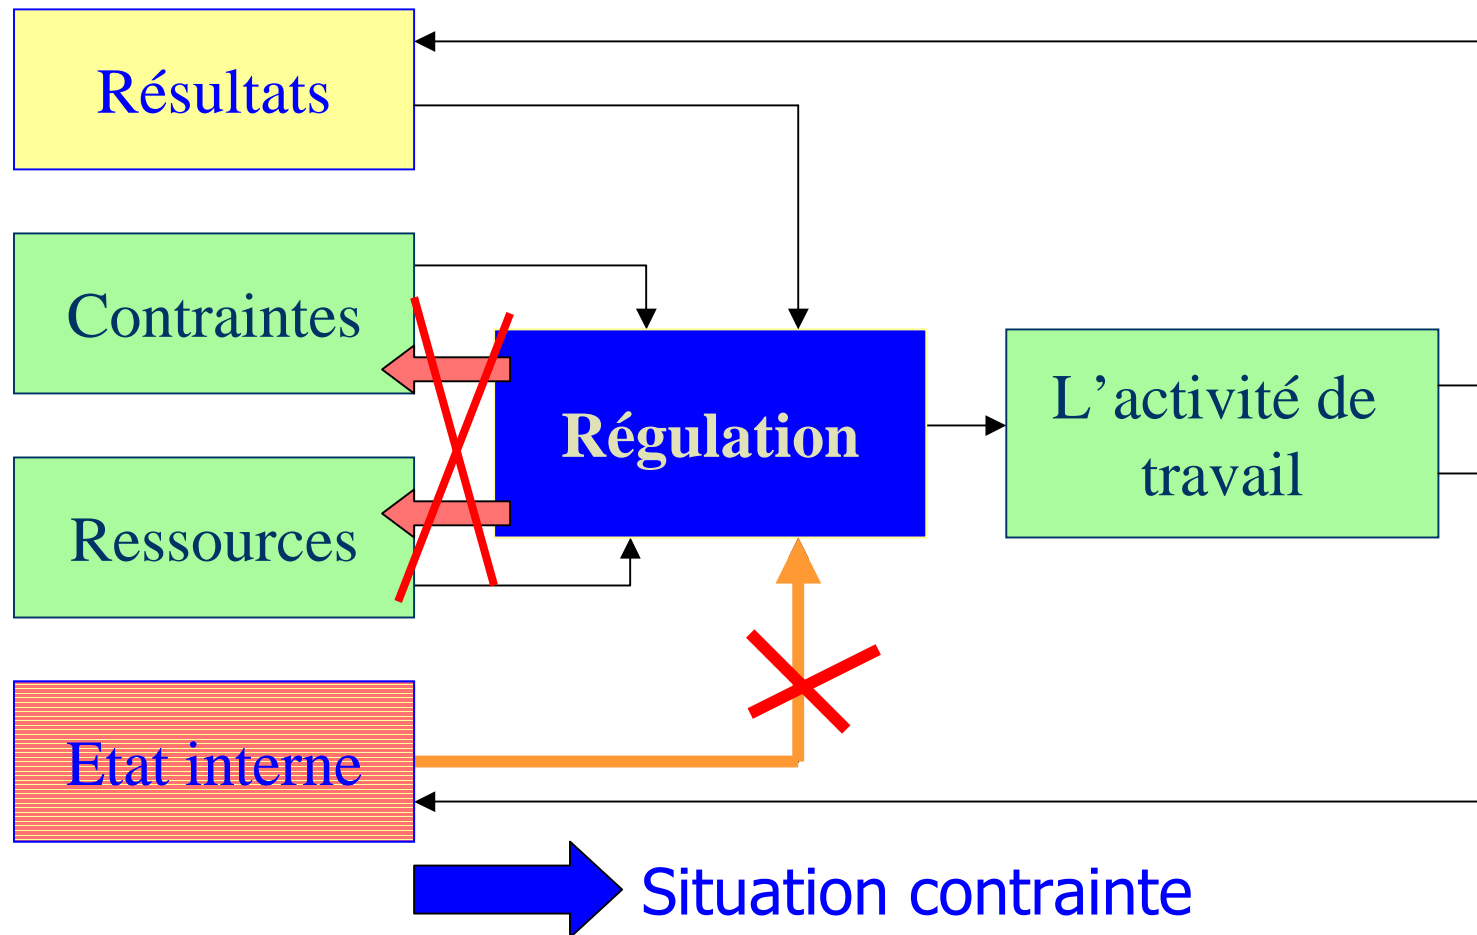 Résultats
Contraintes
Régulation
L’activité de
travail
Ressources
Etat interne
Situation contrainte